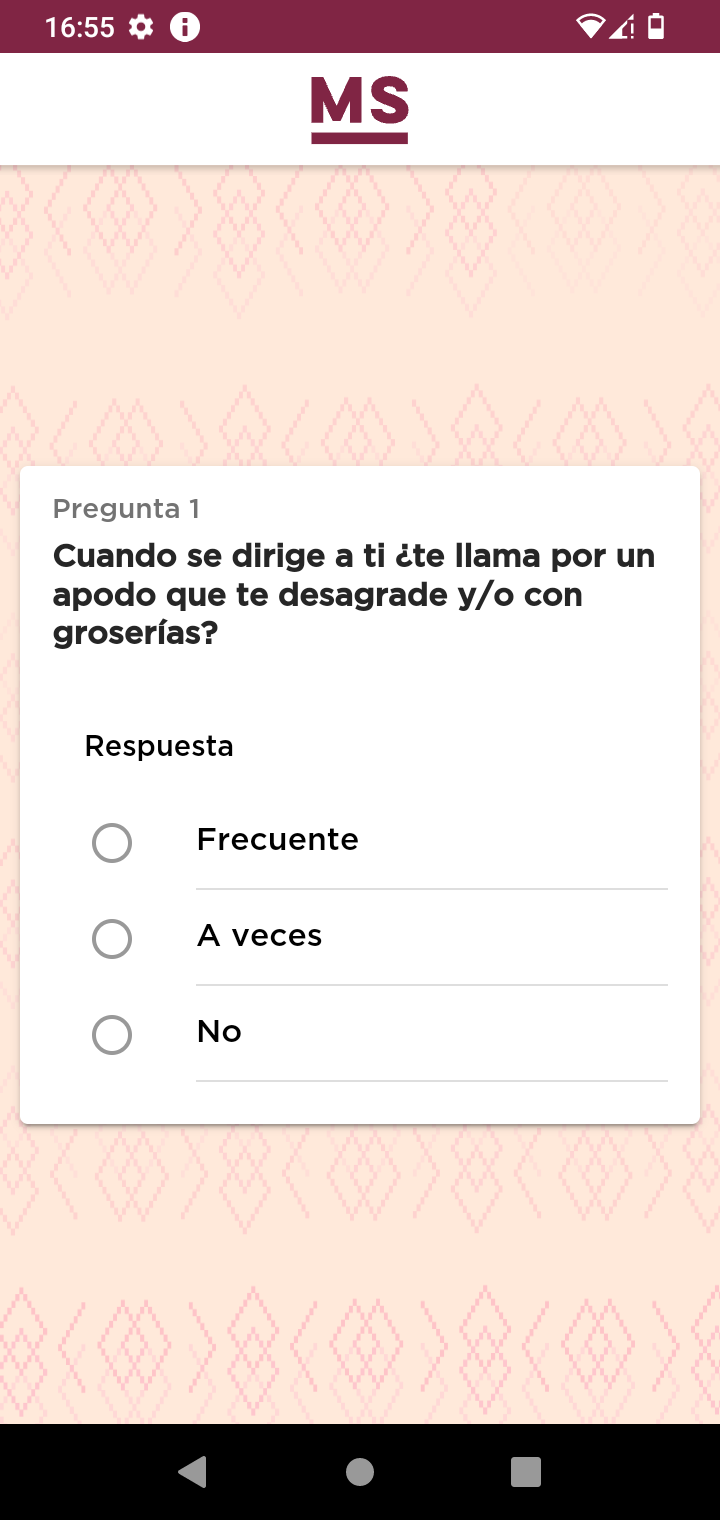 16:55
MS
Pregunta 1
Cuando se dirige a ti ¿te llama por un
apodo que te desagrade y/o con
groserías?
Respuesta
Frecuente
A veces
No